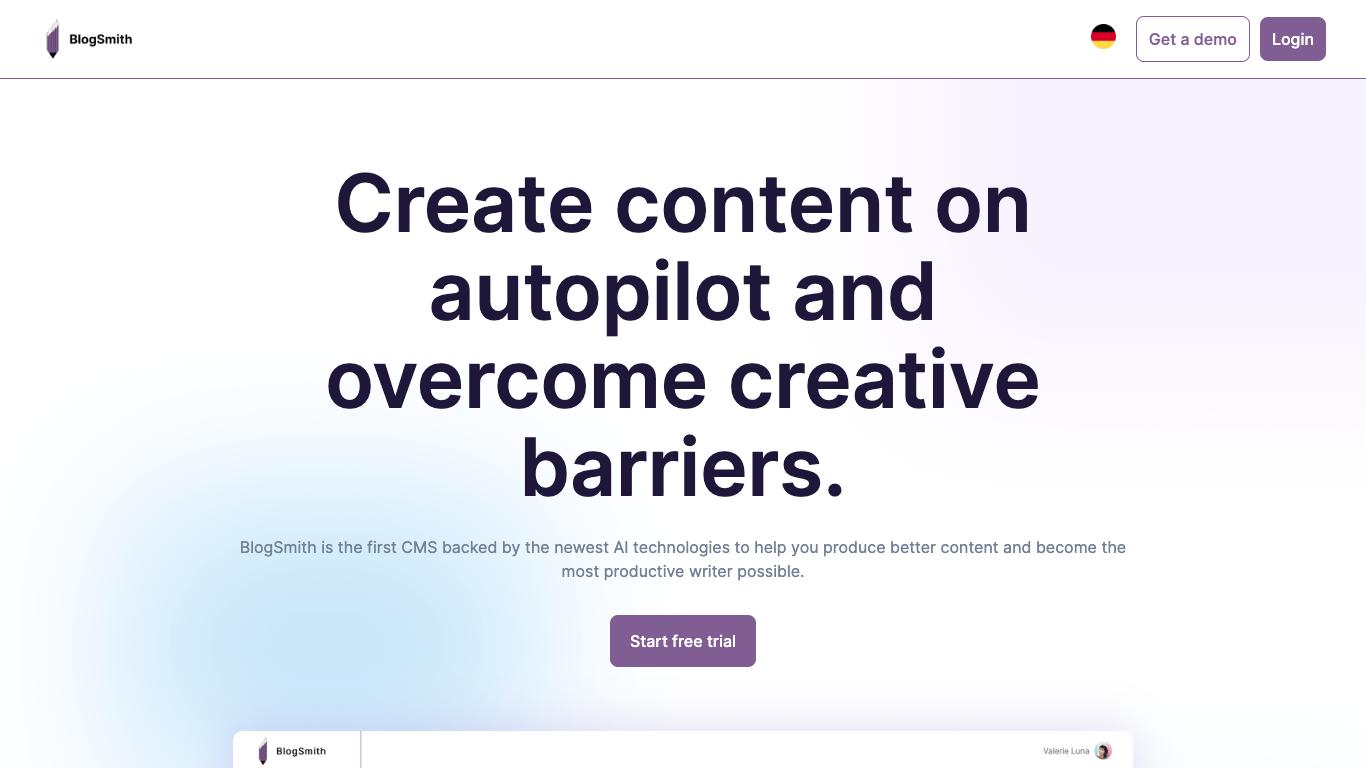 BlogSmith
Get a demo
Login
Create content on
autopilot and
overcome creative
barriers.
BlogSmith is the first CMS backed by the newest AI technologies to help you produce better content and become the
most productive writer possible.
Start free trial
BlogSmith
Valerie Luna